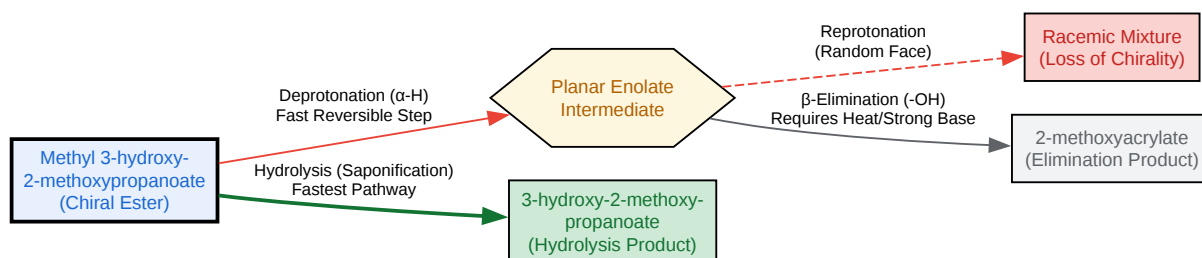 Methyl 3-hydroxy-
2-methoxypropanoate
(Chiral Ester)
Deprotonation (α-H)
Fast Reversible Step
Hydrolysis (Saponification)
Fastest Pathway
Planar Enolate
Intermediate
3-hydroxy-2-methoxy-
propanoate
(Hydrolysis Product)
Reprotonation
(Random Face)
β-Elimination (-OH)
Requires Heat/Strong Base
Racemic Mixture
(Loss of Chirality)
2-methoxyacrylate
(Elimination Product)